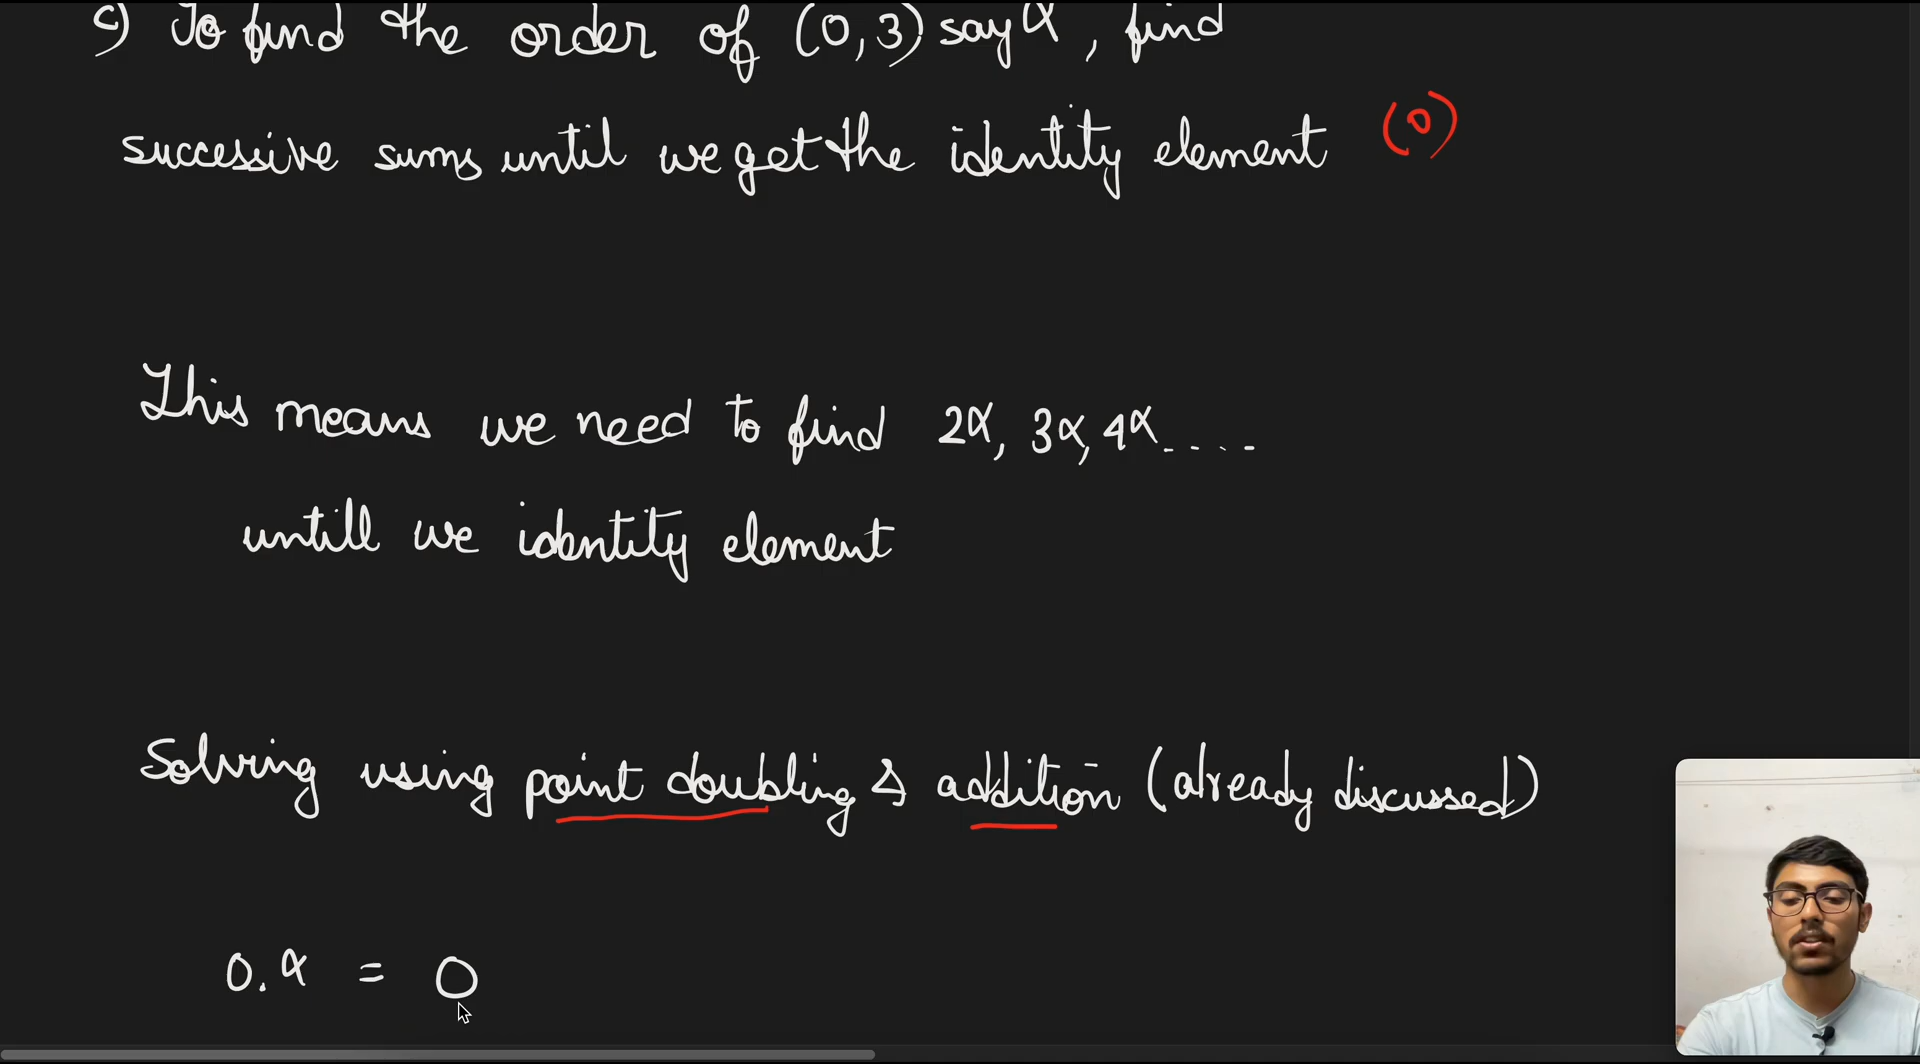 c) To find the order of (0,3) say α, find
successive sums until we get the identity element (0)
This means we need to find 2α, 3α, 4α.....
untill we identity element
Solving using point doubling & addition (already discussed)
0.α = 0